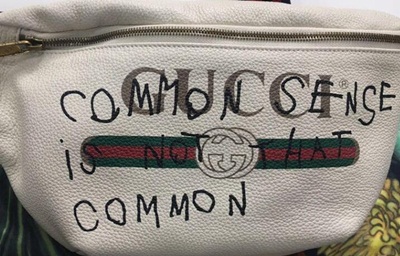 GUCCI®
COMMON SENSE
iS NOT THAT
COMMON